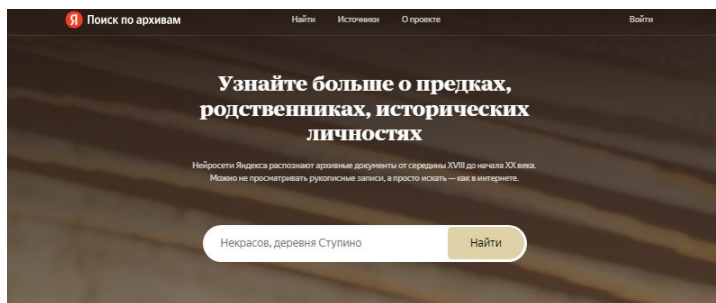 Я Поиск по архивам Найти Источники О проекте Войти
Узнайте больше о предках,
родственниках, исторических
личностях
Нейросети Яндекса распознают архивные документы от середины XVIII до начала XX века.
Можно не просматривать рукописные записи, а просто искать — как в интернете.
Некрасов, деревня Ступино Найти